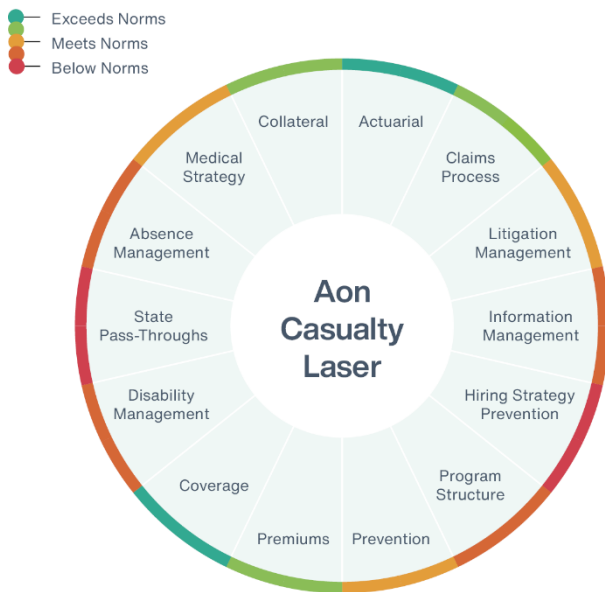 Exceeds Norms
Meets Norms
Below Norms
Collateral
Actuarial
Medical
Strategy
Claims
Process
Absence
Management
Litigation
Management
State
Pass-Throughs
Aon
Casualty
Laser
Information
Management
Disability
Management
Hiring Strategy
Prevention
Coverage
Program
Structure
Premiums
Prevention